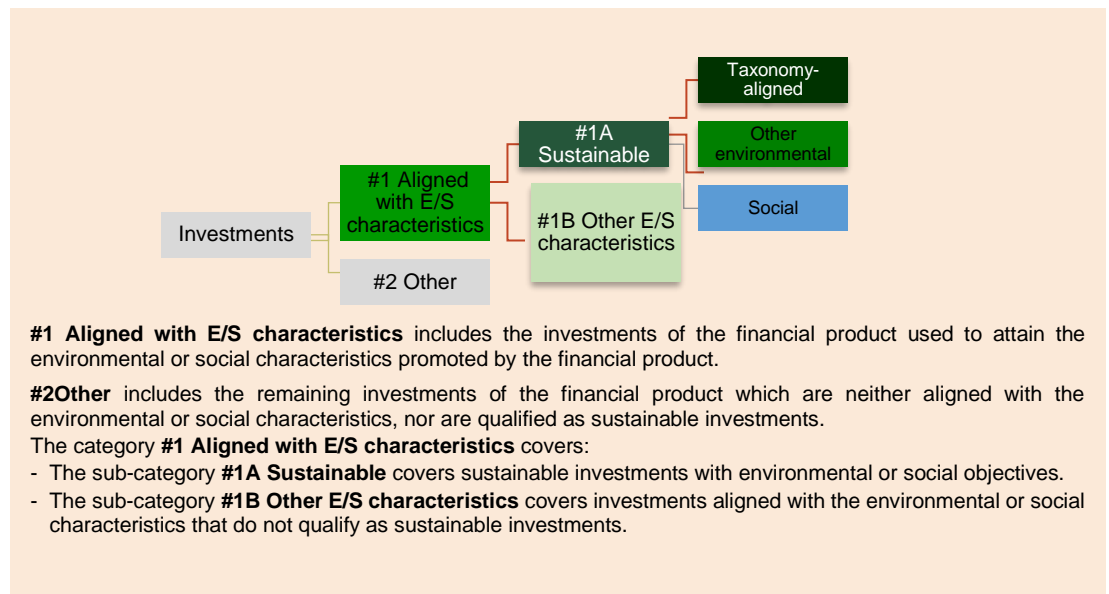 Taxonomy-
aligned
#1A
Sustainable
Other
environmental
#1 Aligned
with E/S
characteristics
Social
#1B Other E/S
characteristics
Investments
#2 Other
#1 Aligned with E/S characteristics includes the investments of the financial product used to attain the
environmental or social characteristics promoted by the financial product.
#2Other includes the remaining investments of the financial product which are neither aligned with the
environmental or social characteristics, nor are qualified as sustainable investments.
The category #1 Aligned with E/S characteristics covers:
- The sub-category #1A Sustainable covers sustainable investments with environmental or social objectives.
- The sub-category #1B Other E/S characteristics covers investments aligned with the environmental or social
characteristics that do not qualify as sustainable investments.